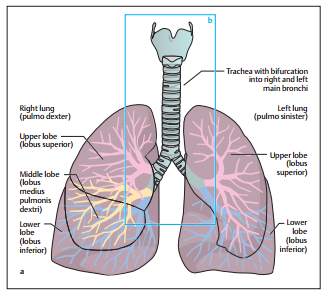 b
Trachea with bifurcation
into right and left
main bronchi
Right lung
(pulmo dexter)
Left lung
(pulmo sinister)
Upper lobe
(lobus superior)
Upper lobe
(lobus
superior)
Middle lobe
(lobus
medius
pulmonis
dextri)
Lower
lobe
(lobus
inferior)
Lower
lobe
(lobus
inferior)
a